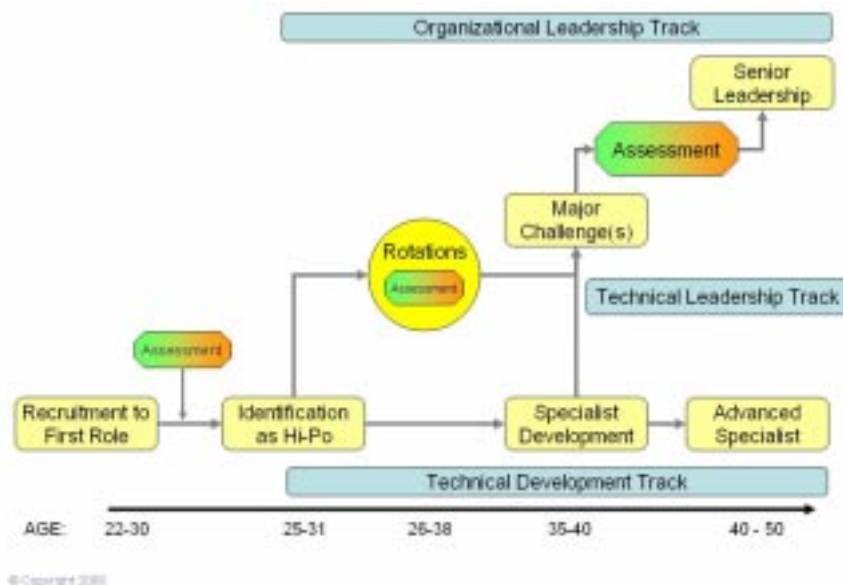 Organizational Leadership Track
Senior
Leadership
Assessment
Major
Challenge(s)
Rotations
Assessment
Technical Leadership Track
Assessment
Recruitment to
First Role
Identification
as Hi-Po
Specialist
Development
Advanced
Specialist
Technical Development Track
AGE: 22-30 25-31 26-38 35-40 40 - 50
© Copyright